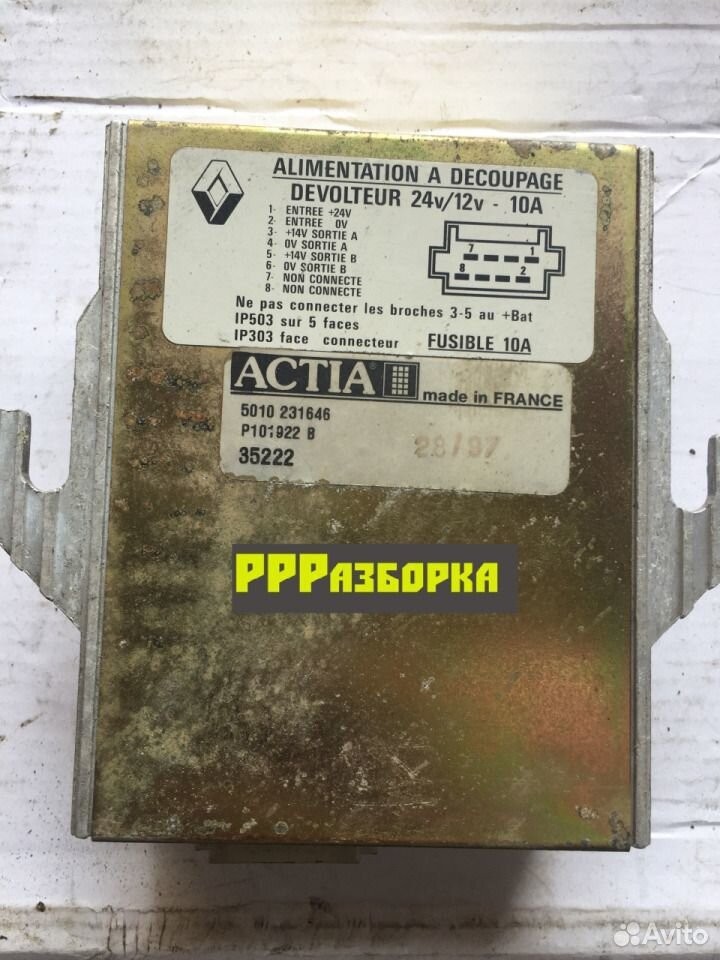 ALIMENTATION A DECOUPAGE
DEVOLTEUR 24v/12v - 10A
1- ENTREE +24V
2- ENTREE 0V
3- +14V SORTIE A
4- 0V SORTIE A
5- +14V SORTIE B
6- 0V SORTIE B
7- NON CONNECTE
8- NON CONNECTE
7 1
8 2
Ne pas connecter les broches 3-5 au +Bat
IP503 sur 5 faces
IP303 face connecteur FUSIBLE 10A
ACTIA® made in FRANCE
5010 231646
P101922 B
35222
28/97
PPPАЗБОРКА
Avito